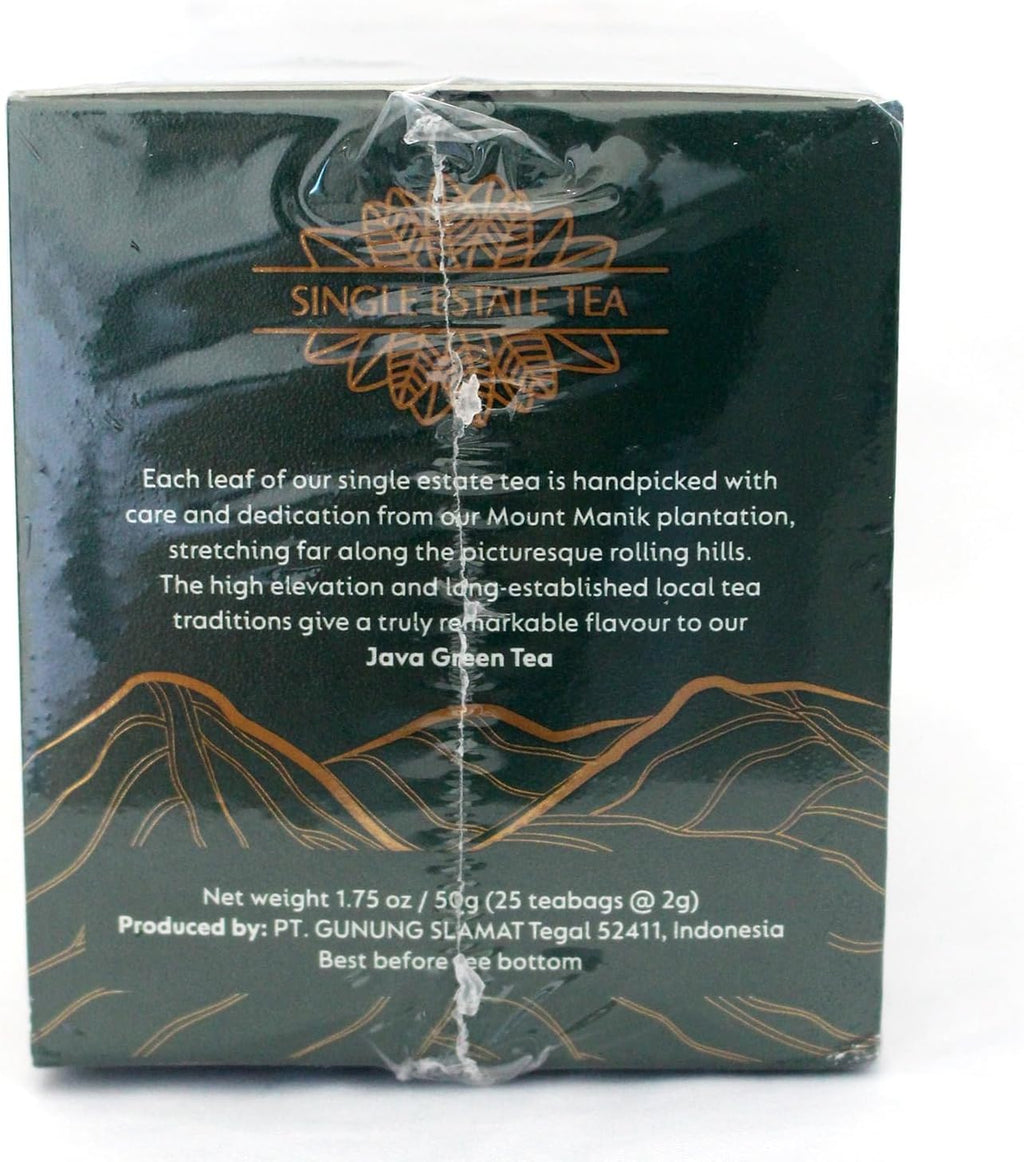 SINGLE ESTATE TEA
Each leaf of our single estate tea is handpicked with
care and dedication from our Mount Manik plantation,
stretching far along the picturesque rolling hills.
The high elevation and long-established local tea
traditions give a truly remarkable flavour to our
Java Green Tea
Net weight 1.75 oz / 50g (25 teabags @ 2g)
Produced by: PT. GUNUNG SLAMAT Tegal 52411, Indonesia
Best before see bottom